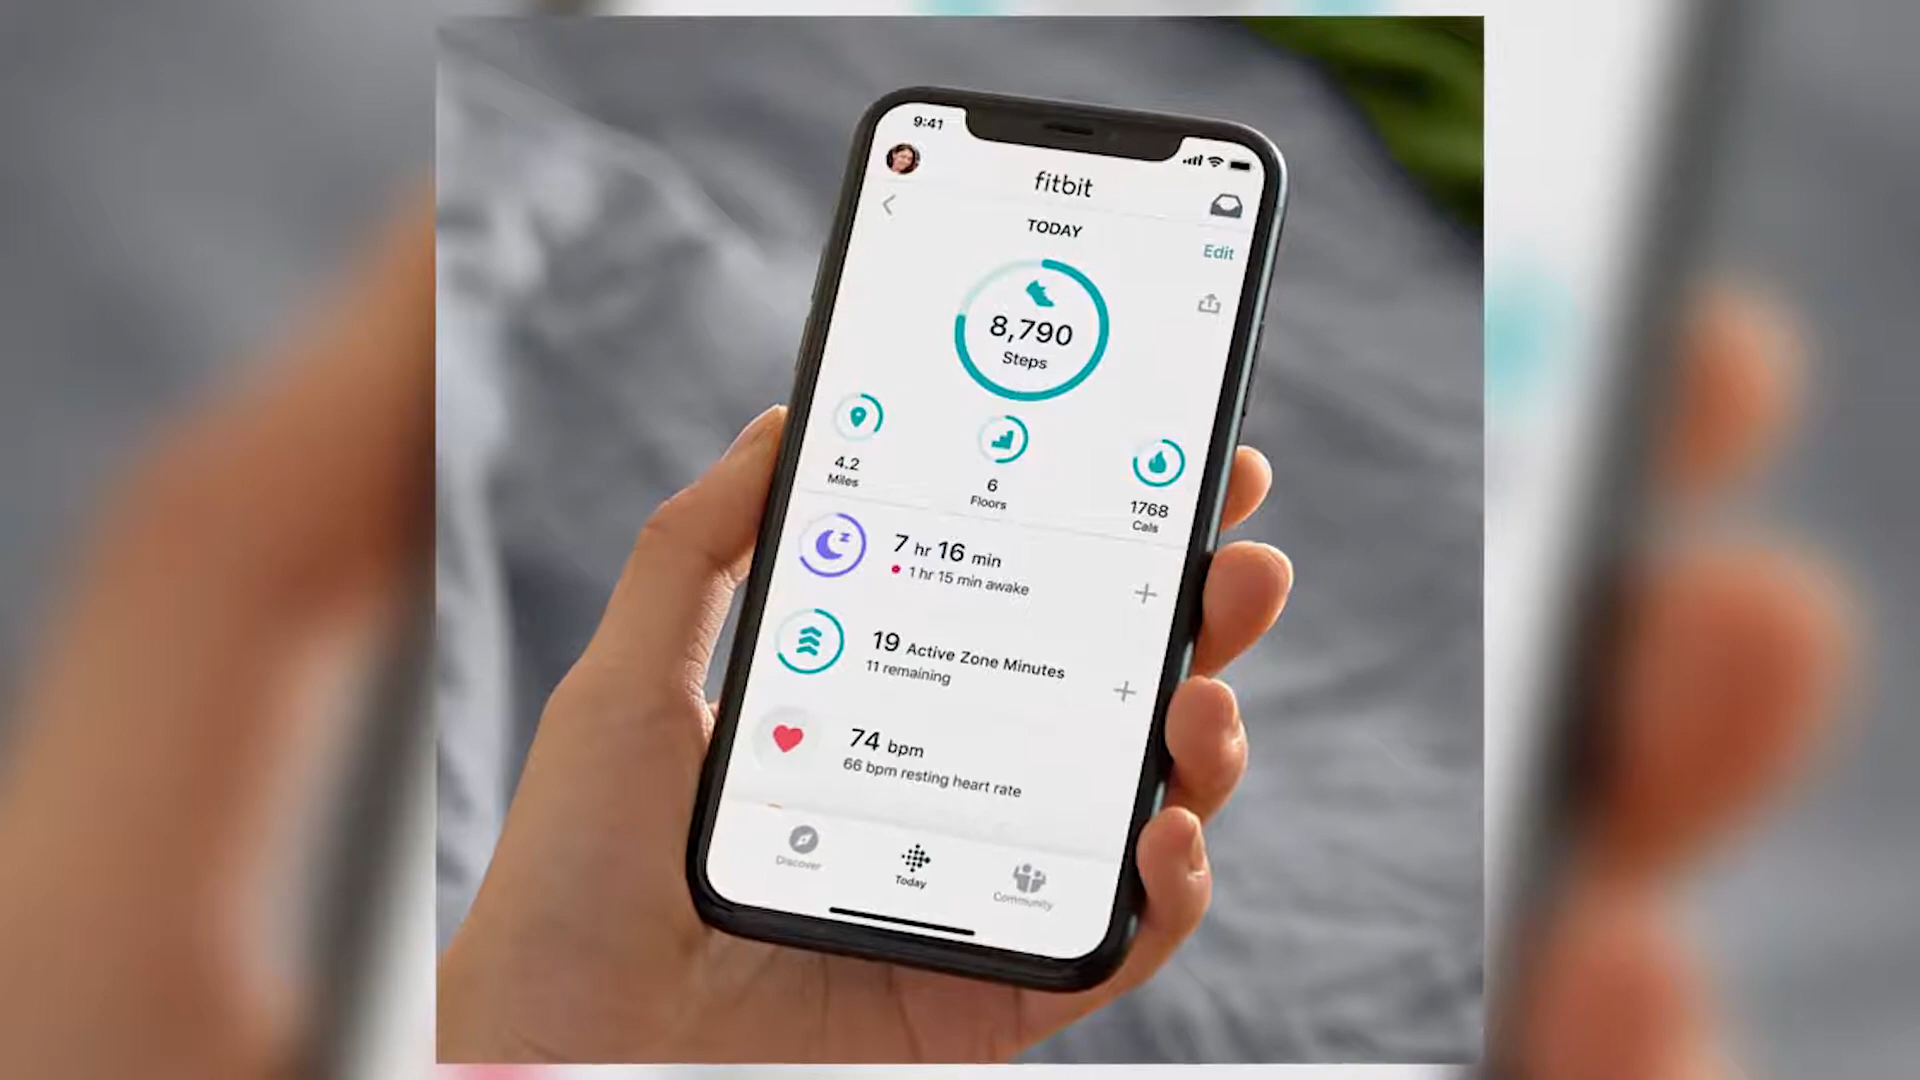 9:41
fitbit
TODAY
Edit
8,790
Steps
4.2
Miles
6
Floors
1768
Cals
7 hr 16 min
1 hr 15 min awake
19 Active Zone Minutes
11 remaining
74 bpm
66 bpm resting heart rate
Discover
Today
Community